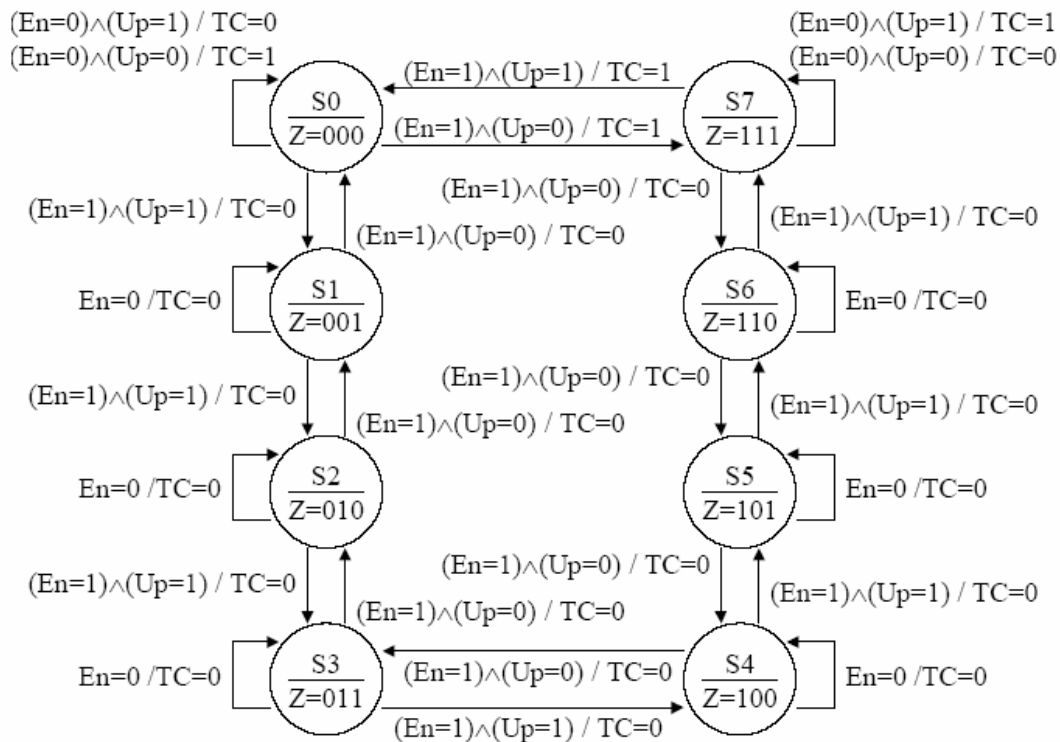 (En=0)∧(Up=1) / TC=0
(En=0)∧(Up=0) / TC=1
(En=0)∧(Up=1) / TC=1
(En=0)∧(Up=0) / TC=0
S0
Z=000
(En=1)∧(Up=1) / TC=1
(En=1)∧(Up=0) / TC=1
S7
Z=111
(En=1)∧(Up=1) / TC=0
(En=1)∧(Up=0) / TC=0
(En=1)∧(Up=0) / TC=0
(En=1)∧(Up=1) / TC=0
En=0 /TC=0
S1
Z=001
S6
Z=110
En=0 /TC=0
(En=1)∧(Up=1) / TC=0
(En=1)∧(Up=0) / TC=0
(En=1)∧(Up=0) / TC=0
(En=1)∧(Up=1) / TC=0
En=0 /TC=0
S2
Z=010
S5
Z=101
En=0 /TC=0
(En=1)∧(Up=1) / TC=0
(En=1)∧(Up=0) / TC=0
(En=1)∧(Up=0) / TC=0
(En=1)∧(Up=1) / TC=0
En=0 /TC=0
S3
Z=011
(En=1)∧(Up=0) / TC=0
(En=1)∧(Up=1) / TC=0
S4
Z=100
En=0 /TC=0